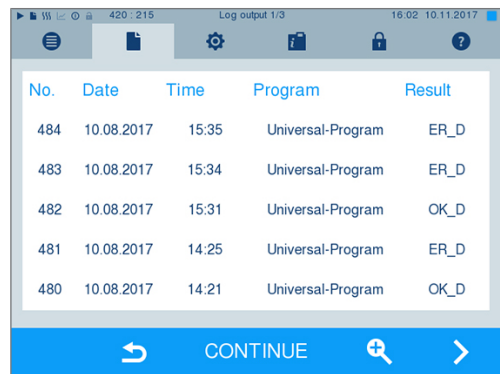 420 : 215 Log output 1/3 16:02 10.11.2017
No. Date Time Program Result
484 10.08.2017 15:35 Universal-Program ER_D
483 10.08.2017 15:34 Universal-Program ER_D
482 10.08.2017 15:31 Universal-Program OK_D
481 10.08.2017 14:25 Universal-Program ER_D
480 10.08.2017 14:21 Universal-Program OK_D
CONTINUE